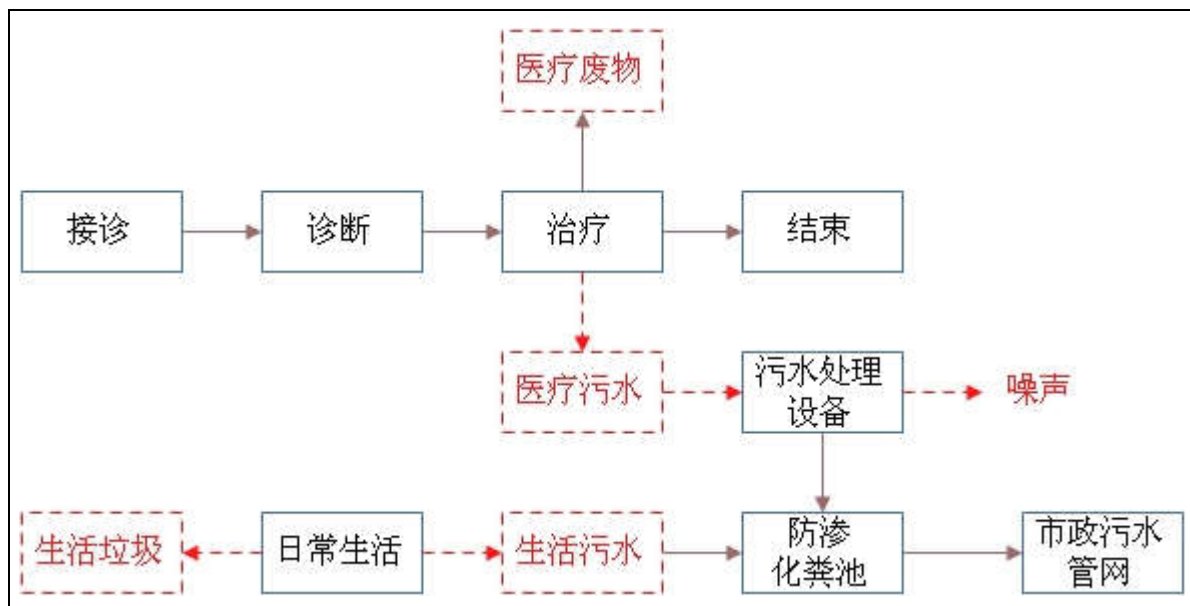 医疗废物
接诊
诊断
治疗
结束
医疗污水
污水处理
设备
噪声
生活垃圾
日常生活
生活污水
防渗
化粪池
市政污水
管网